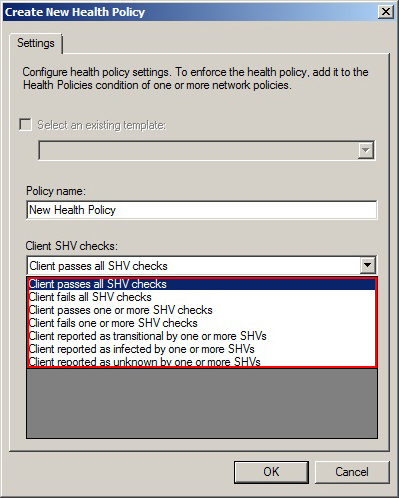 Create New Health Policy
Settings
Configure health policy settings. To enforce the health policy, add it to the
Health Policies condition of one or more network policies.
Select an existing template:
Policy name:
New Health Policy
Client SHV checks:
Client passes all SHV checks
Client passes all SHV checks
Client fails all SHV checks
Client passes one or more SHV checks
Client fails one or more SHV checks
Client reported as transitional by one or more SHVs
Client reported as infected by one or more SHVs
Client reported as unknown by one or more SHVs
OK
Cancel